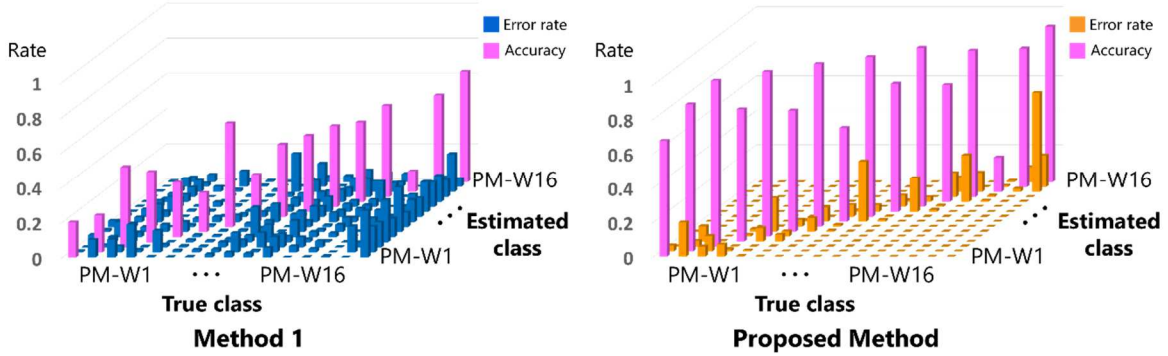 Rate
Error rate
Accuracy
1
0.8
0.6
0.4
0.2
0
PM-W1
• • •
PM-W16
PM-W1
• • •
PM-W16
Estimated
class
True class
Method 1
Rate
Error rate
Accuracy
1
0.8
0.6
0.4
0.2
0
PM-W1
• • •
PM-W16
PM-W1
• • •
PM-W16
Estimated
class
True class
Proposed Method